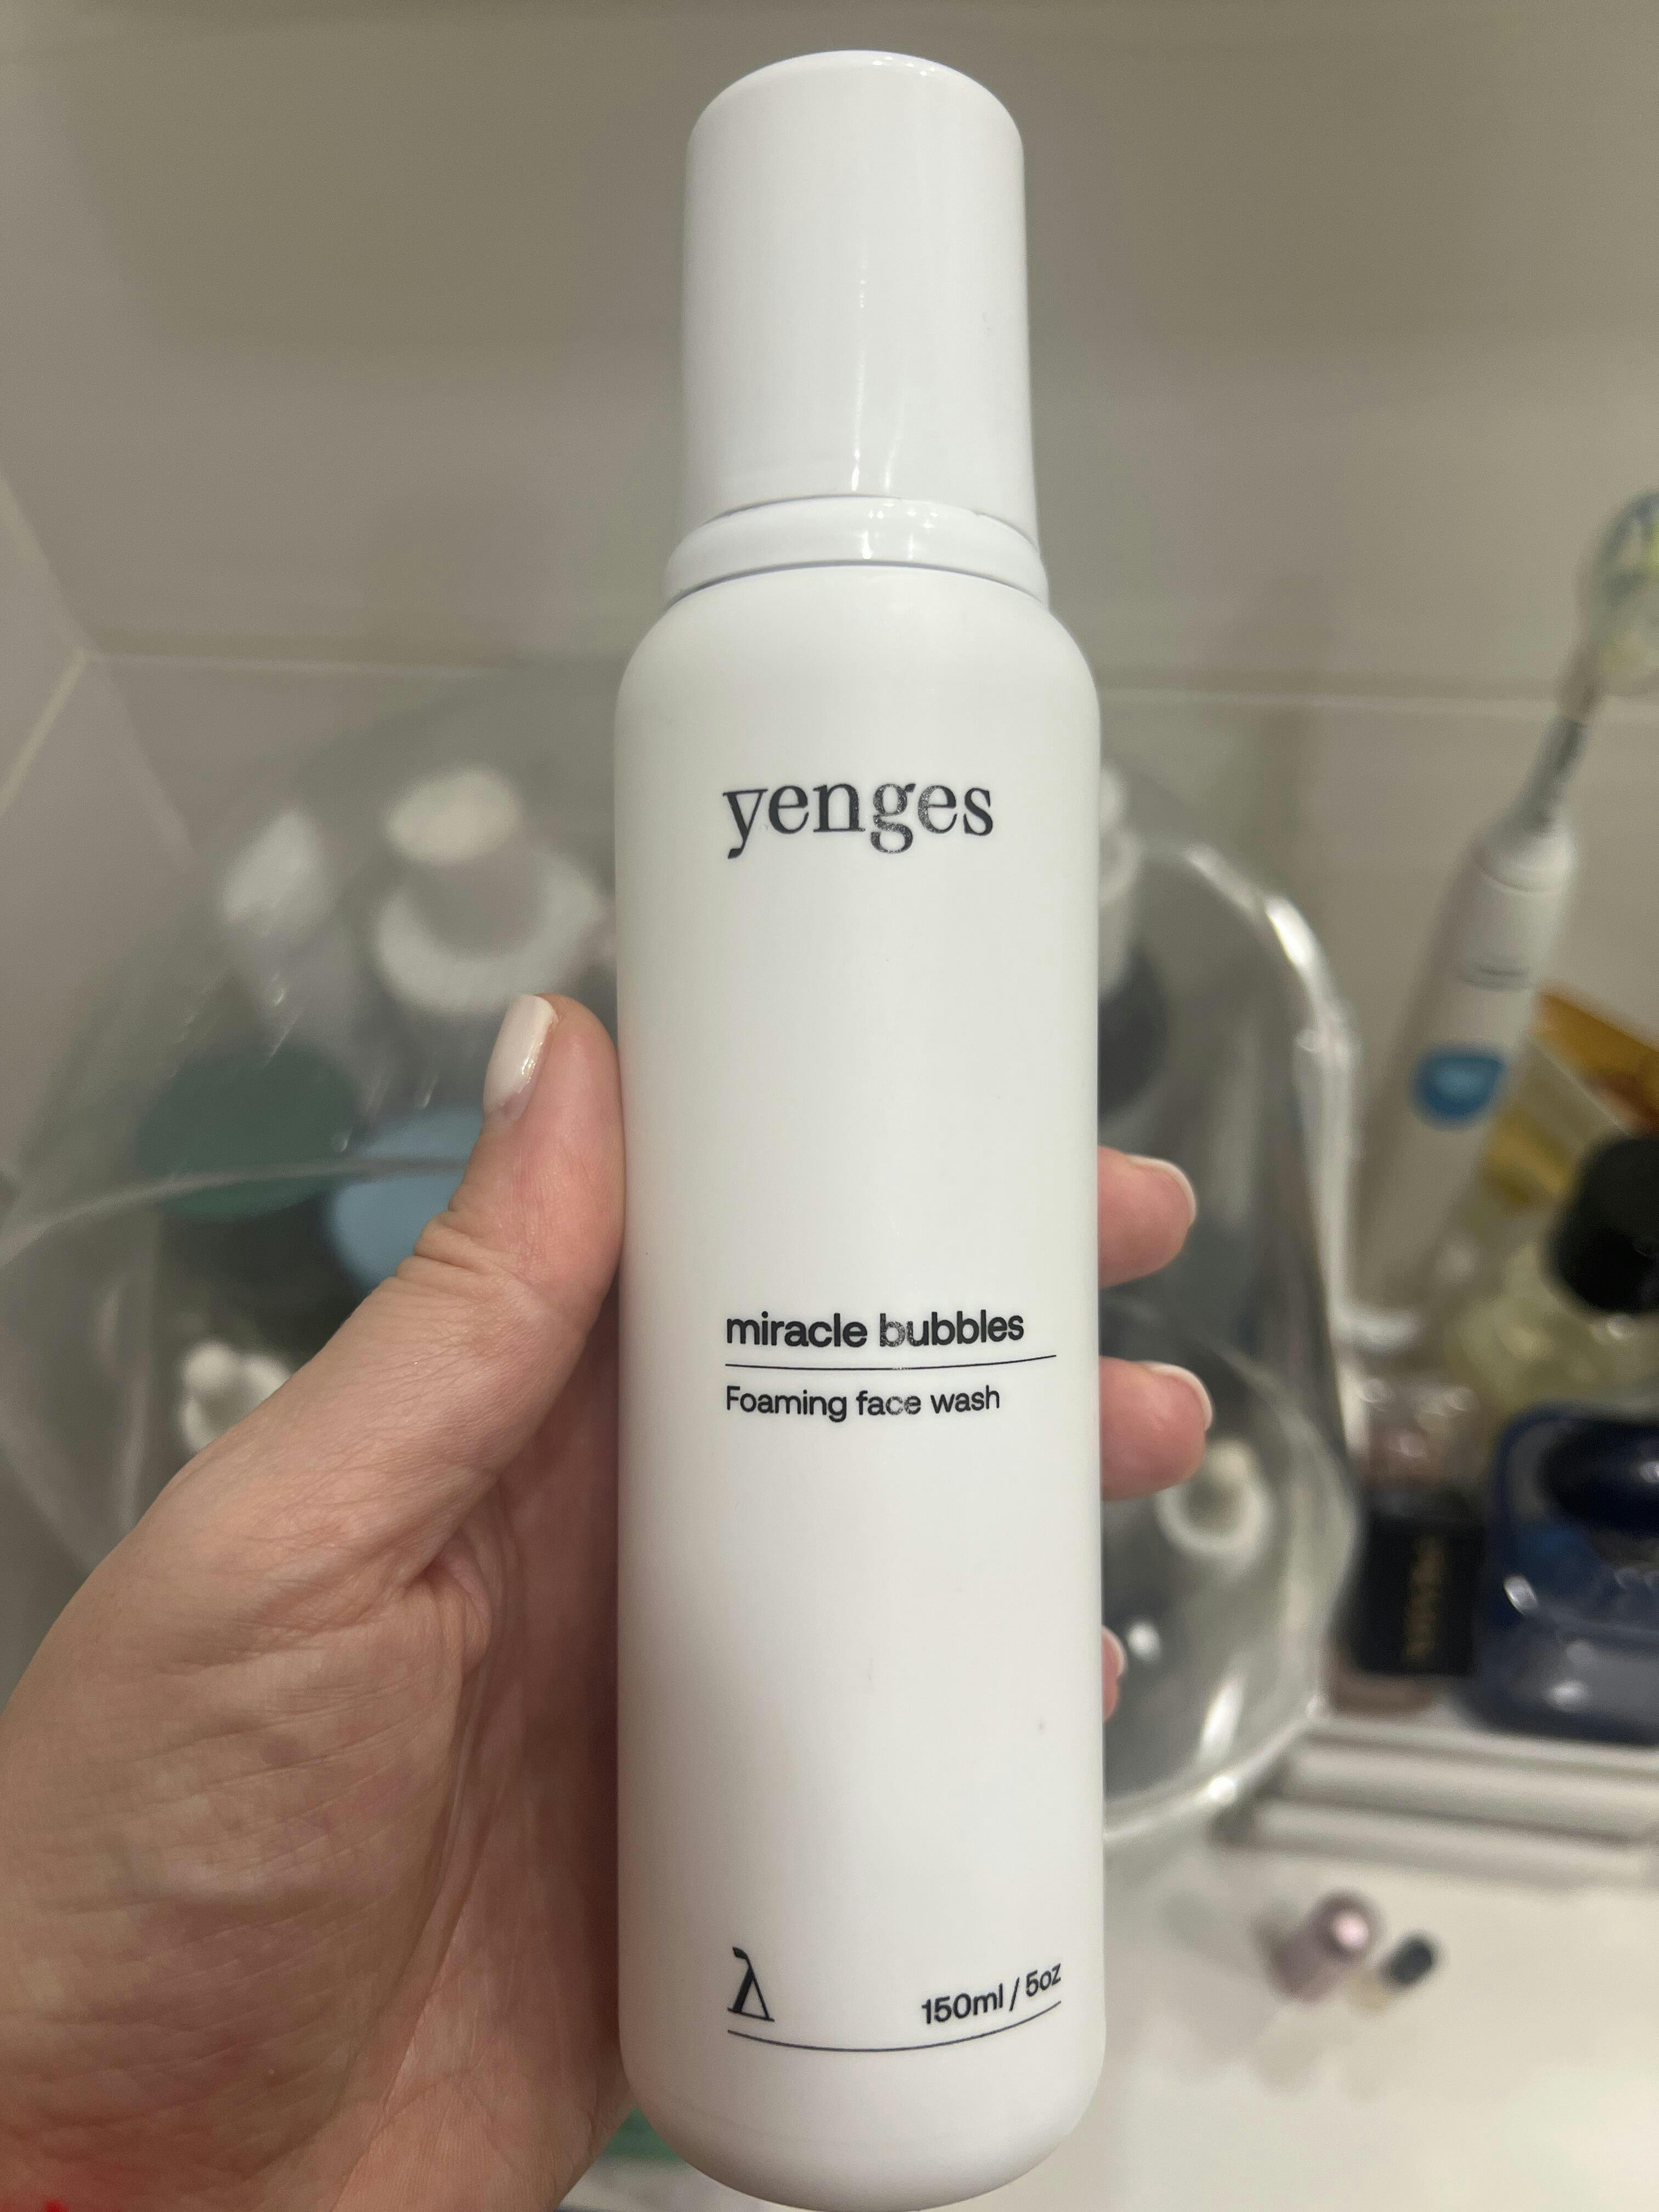 yenges
miracle bubbles
Foaming face wash
λ
150ml / 5oz